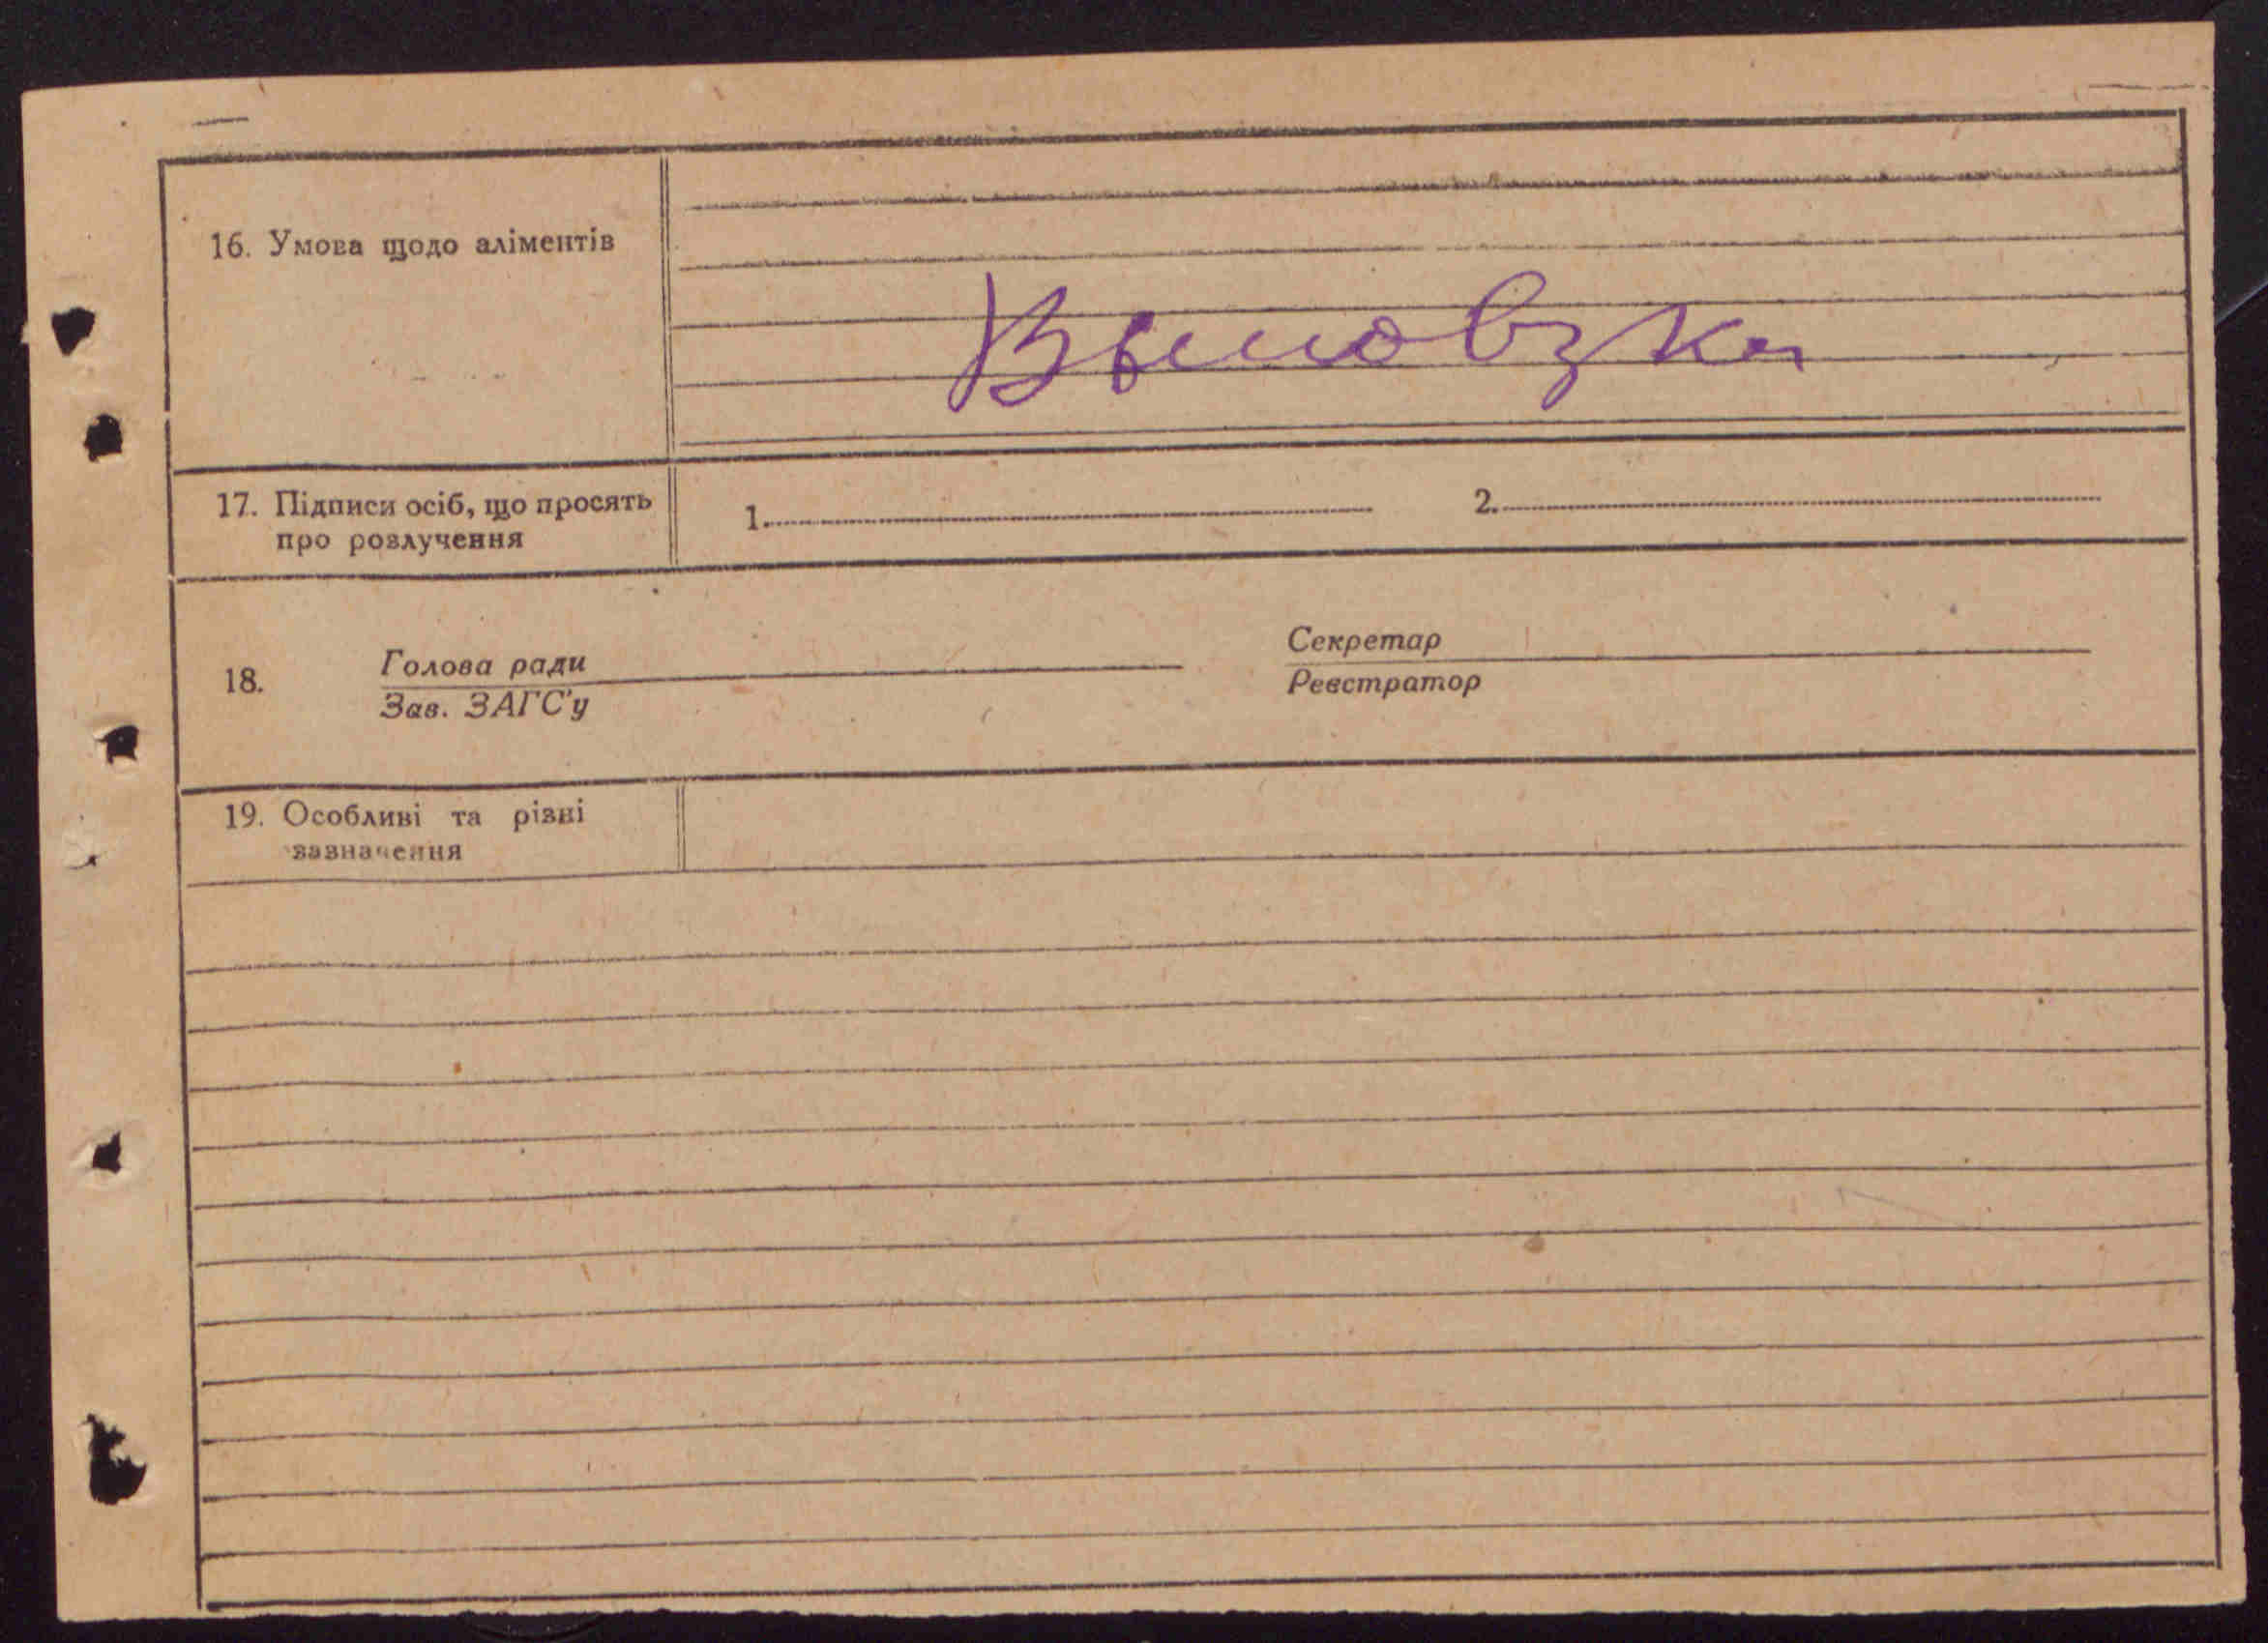 16. Умова щодо аліментів
17. Підписи осіб, що просять
про розлучення
1.
2.
18.
Голова ради
Зав. ЗАГС'у
Секретар
Реєстратор
19. Особливі та різні
зазначення